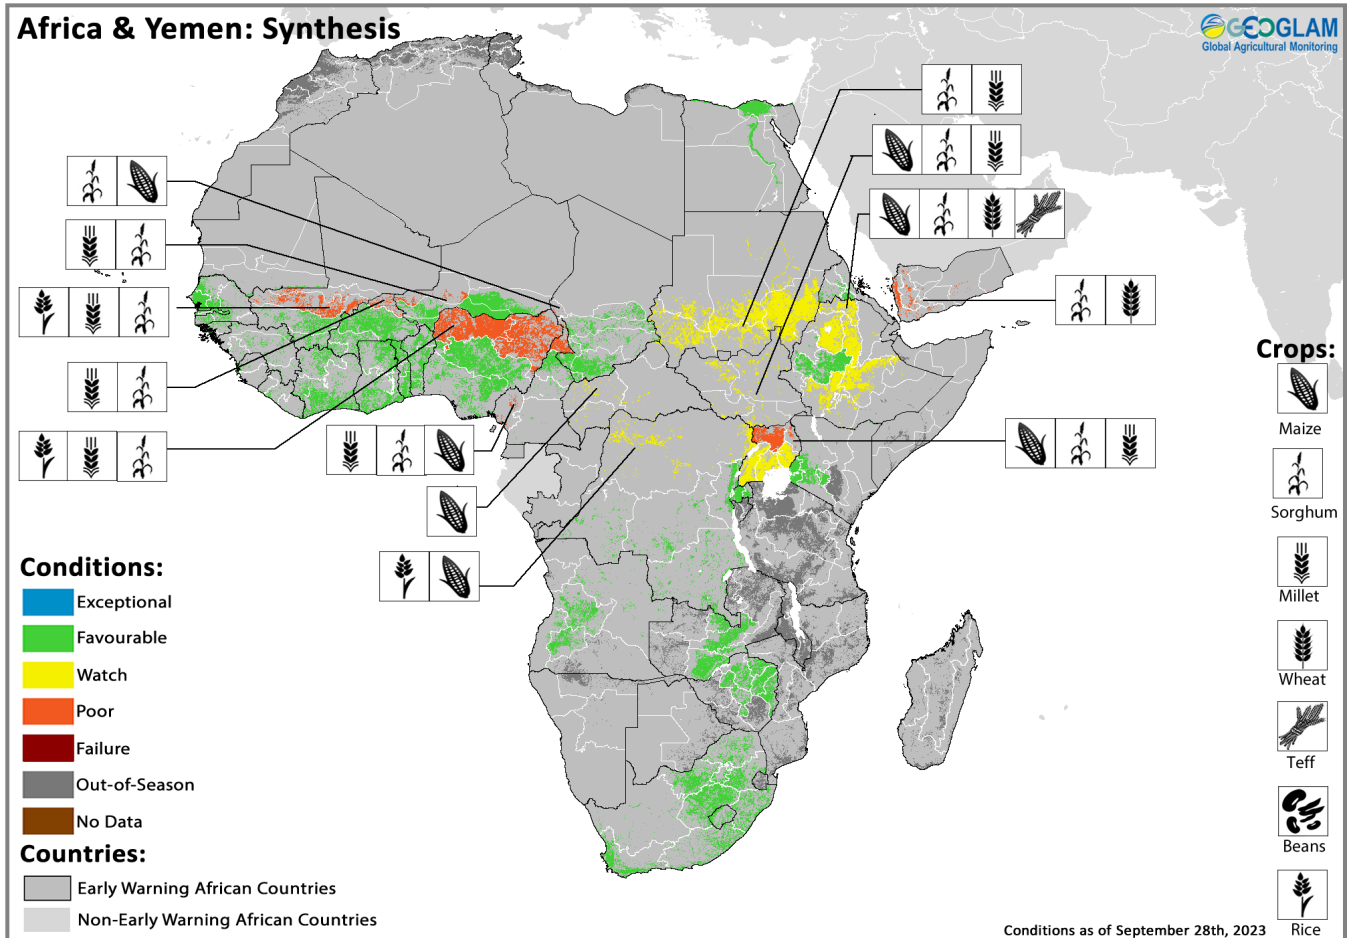 Africa & Yemen: Synthesis
GEOGLAM
Global Agricultural Monitoring
Crops:
Maize
Sorghum
Millet
Wheat
Teff
Beans
Rice
Conditions:
Exceptional
Favourable
Watch
Poor
Failure
Out-of-Season
No Data
Countries:
Early Warning African Countries
Non-Early Warning African Countries
Conditions as of September 28th, 2023